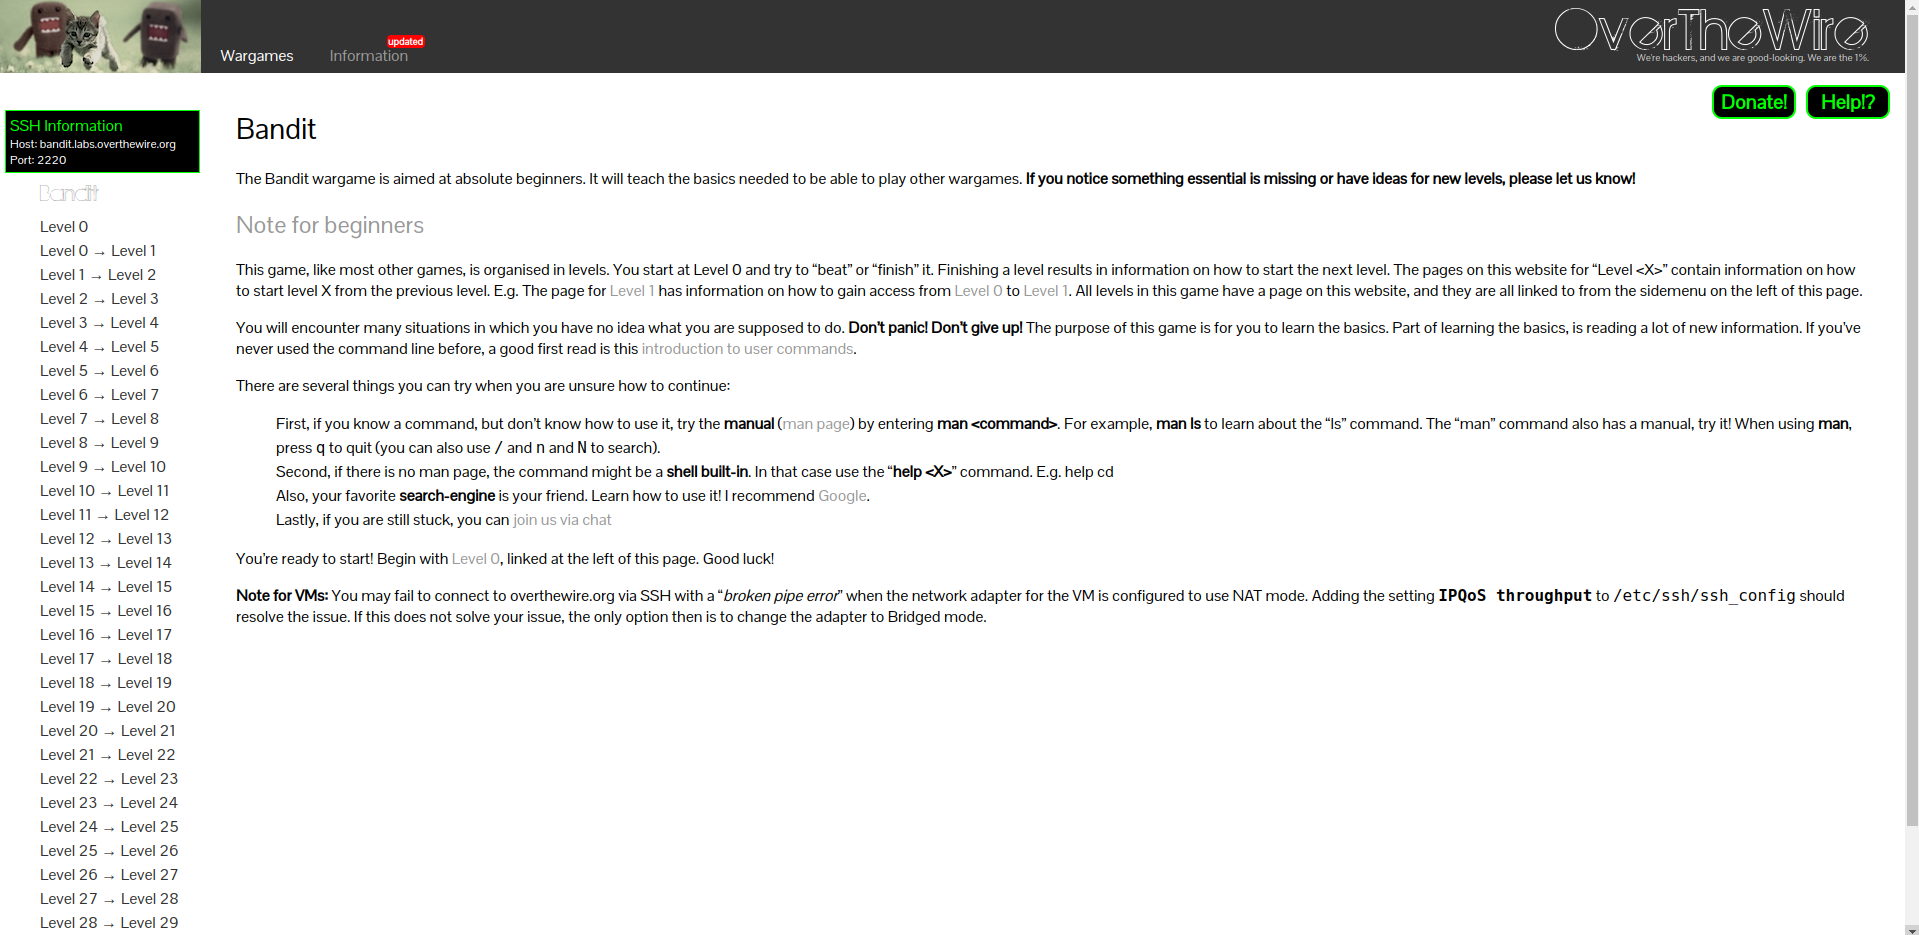 Wargames
Information
updated
OverTheWire
We're hackers, and we are good-looking. We are the 1%.
Donate!
Help!?
SSH Information
Host: bandit.labs.overthewire.org
Port: 2220
Bandit
Level 0
Level 0 → Level 1
Level 1 → Level 2
Level 2 → Level 3
Level 3 → Level 4
Level 4 → Level 5
Level 5 → Level 6
Level 6 → Level 7
Level 7 → Level 8
Level 8 → Level 9
Level 9 → Level 10
Level 10 → Level 11
Level 11 → Level 12
Level 12 → Level 13
Level 13 → Level 14
Level 14 → Level 15
Level 15 → Level 16
Level 16 → Level 17
Level 17 → Level 18
Level 18 → Level 19
Level 19 → Level 20
Level 20 → Level 21
Level 21 → Level 22
Level 22 → Level 23
Level 23 → Level 24
Level 24 → Level 25
Level 25 → Level 26
Level 26 → Level 27
Level 27 → Level 28
Level 28 → Level 29
Bandit
The Bandit wargame is aimed at absolute beginners. It will teach the basics needed to be able to play other wargames. If you notice something essential is missing or have ideas for new levels, please let us know!
Note for beginners
This game, like most other games, is organised in levels. You start at Level 0 and try to “beat” or “finish” it. Finishing a level results in information on how to start the next level. The pages on this website for “Level <X>” contain information on how
to start level X from the previous level. E.g. The page for Level 1 has information on how to gain access from Level 0 to Level 1. All levels in this game have a page on this website, and they are all linked to from the sidemenu on the left of this page.
You will encounter many situations in which you have no idea what you are supposed to do. Don’t panic! Don’t give up! The purpose of this game is for you to learn the basics. Part of learning the basics, is reading a lot of new information. If you’ve
never used the command line before, a good first read is this introduction to user commands.
There are several things you can try when you are unsure how to continue:
First, if you know a command, but don’t know how to use it, try the manual (man page) by entering man <command>. For example, man ls to learn about the “ls” command. The “man” command also has a manual, try it! When using man,
press q to quit (you can also use / and n and N to search).
Second, if there is no man page, the command might be a shell built-in. In that case use the “help <X>” command. E.g. help cd
Also, your favorite search-engine is your friend. Learn how to use it! I recommend Google.
Lastly, if you are still stuck, you can join us via chat
You’re ready to start! Begin with Level 0, linked at the left of this page. Good luck!
Note for VMs: You may fail to connect to overthewire.org via SSH with a “broken pipe error” when the network adapter for the VM is configured to use NAT mode. Adding the setting IPQoS throughput to /etc/ssh/ssh_config should
resolve the issue. If this does not solve your issue, the only option then is to change the adapter to Bridged mode.